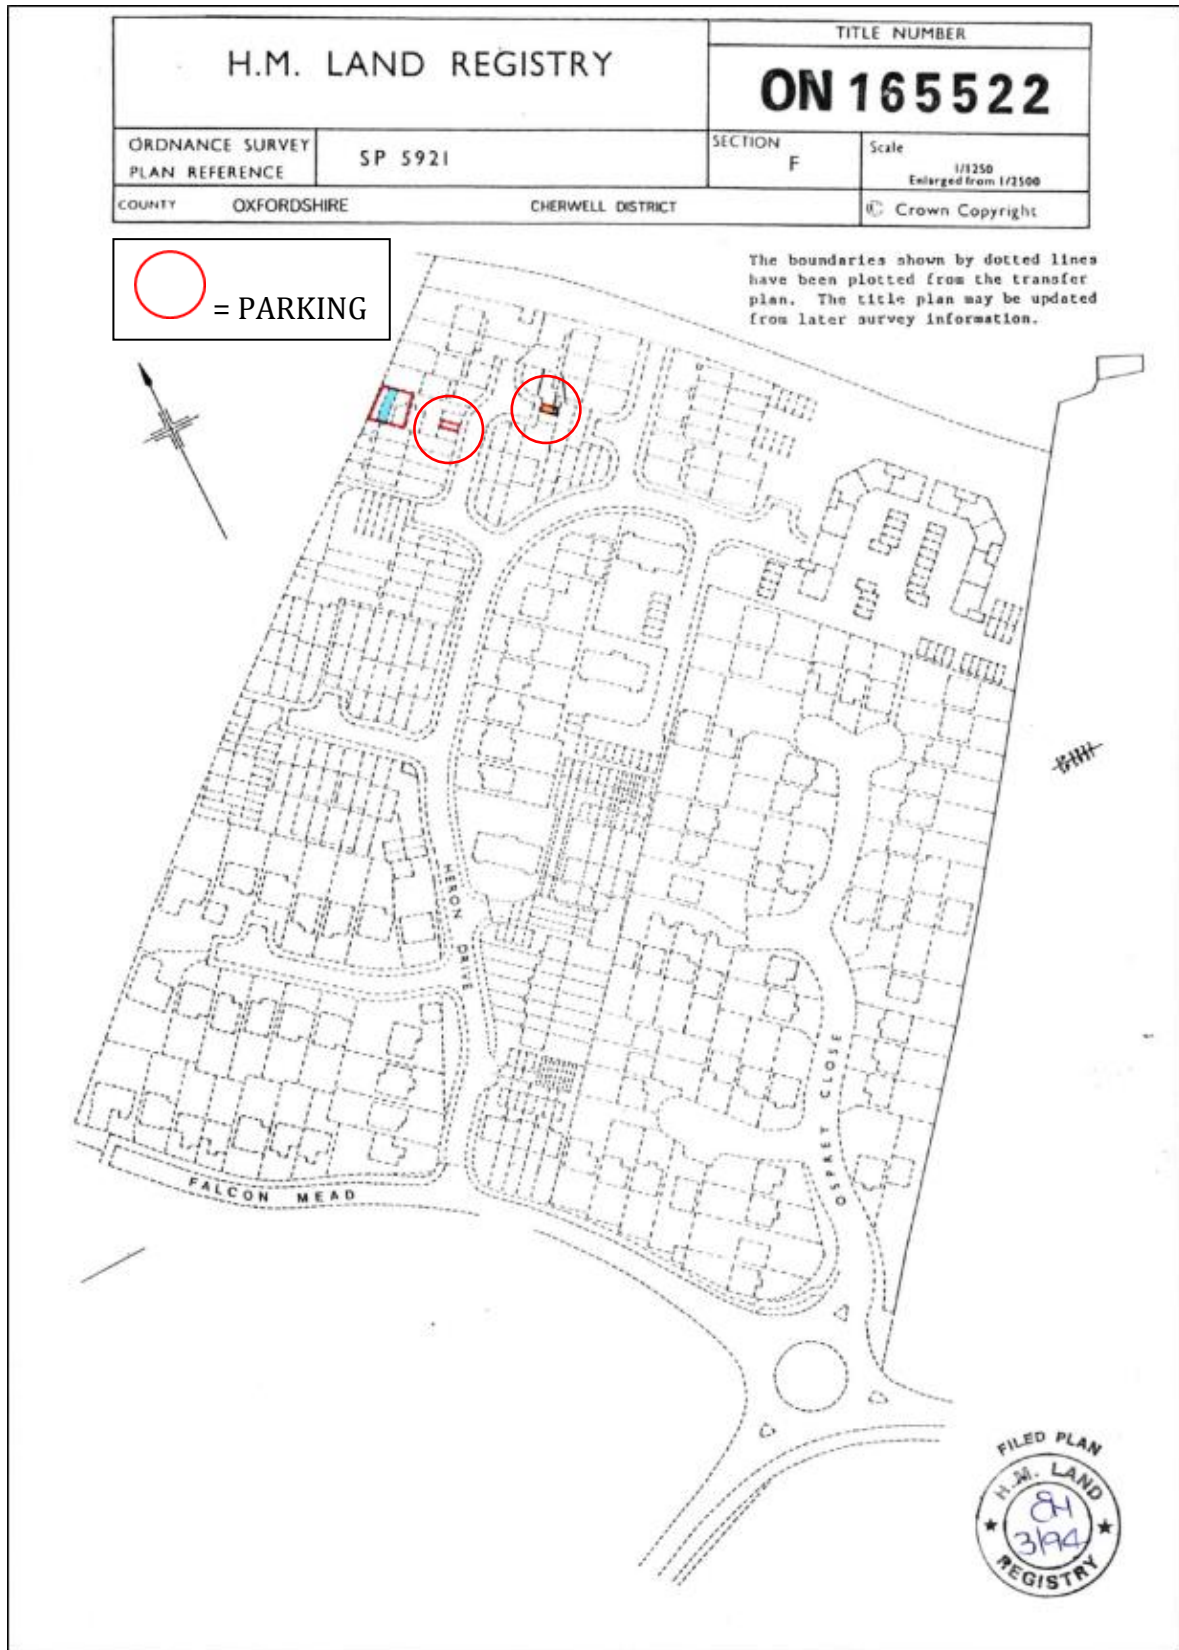 H.M. LAND REGISTRY
TITLE NUMBER
ON 165522
ORDNANCE SURVEY
PLAN REFERENCE
SP 5921
SECTION
F
Scale
1/1250
Enlarged from 1/2500
COUNTY OXFORDSHIRE CHERWELL DISTRICT
© Crown Copyright
= PARKING
The boundaries shown by dotted lines
have been plotted from the transfer
plan. The title plan may be updated
from later survey information.
HERON DRIVE
OSPREY CLOSE
FALCON MEAD
FILED PLAN
H.M. LAND
3/94
REGISTRY